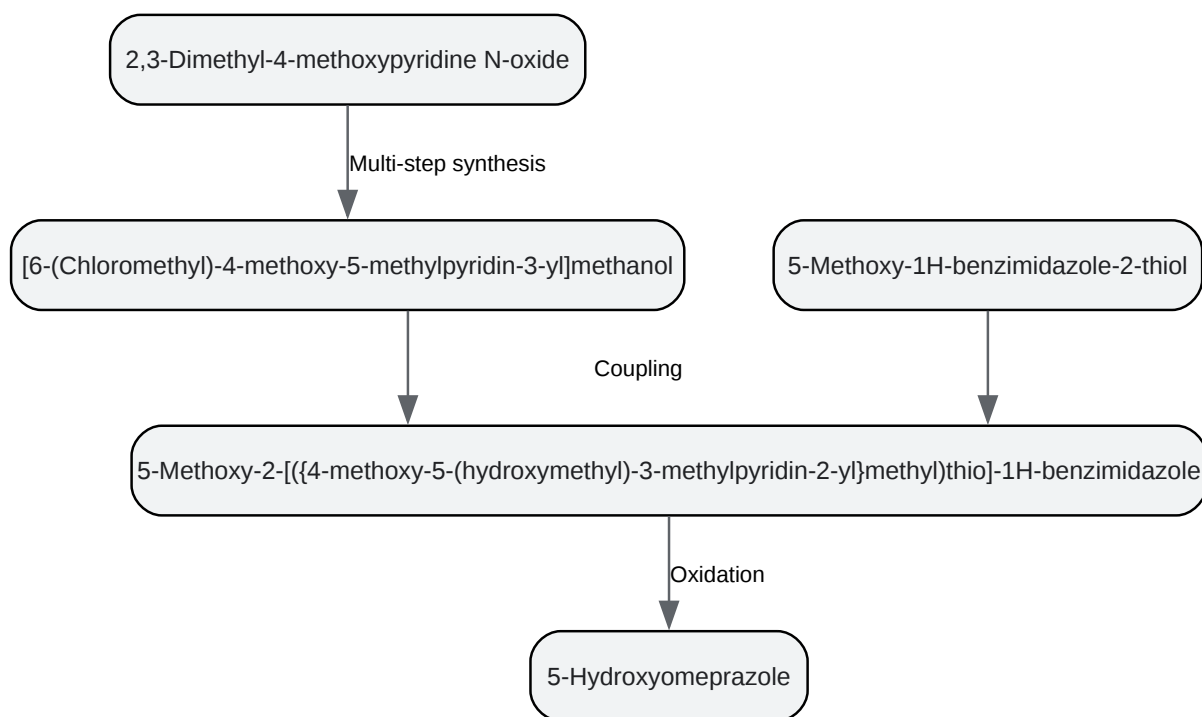 2,3-Dimethyl-4-methoxypyridine N-oxide
Multi-step synthesis
[6-(Chloromethyl)-4-methoxy-5-methylpyridin-3-yl]methanol
5-Methoxy-1H-benzimidazole-2-thiol
Coupling
5-Methoxy-2-[({4-methoxy-5-(hydroxymethyl)-3-methylpyridin-2-yl}methyl)thio]-1H-benzimidazole
Oxidation
5-Hydroxyomeprazole